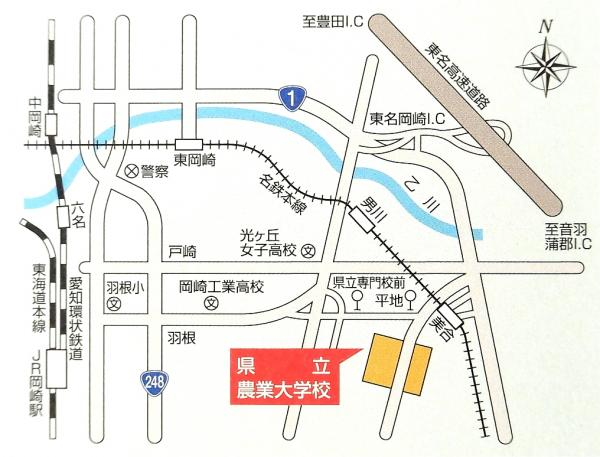 至豊田I.C
N
東名高速道路
1
中岡崎
東名岡崎I.C
東岡崎
警察
名鉄本線
乙川
男川
六名
至音羽
蒲郡I.C
光ヶ丘
女子高校
文
戸崎
羽根小
文
岡崎工業高校
文
県立専門校前
平地
美合
東海道本線
愛知環状鉄道
羽根
JR岡崎駅
248
県立
農業大学校